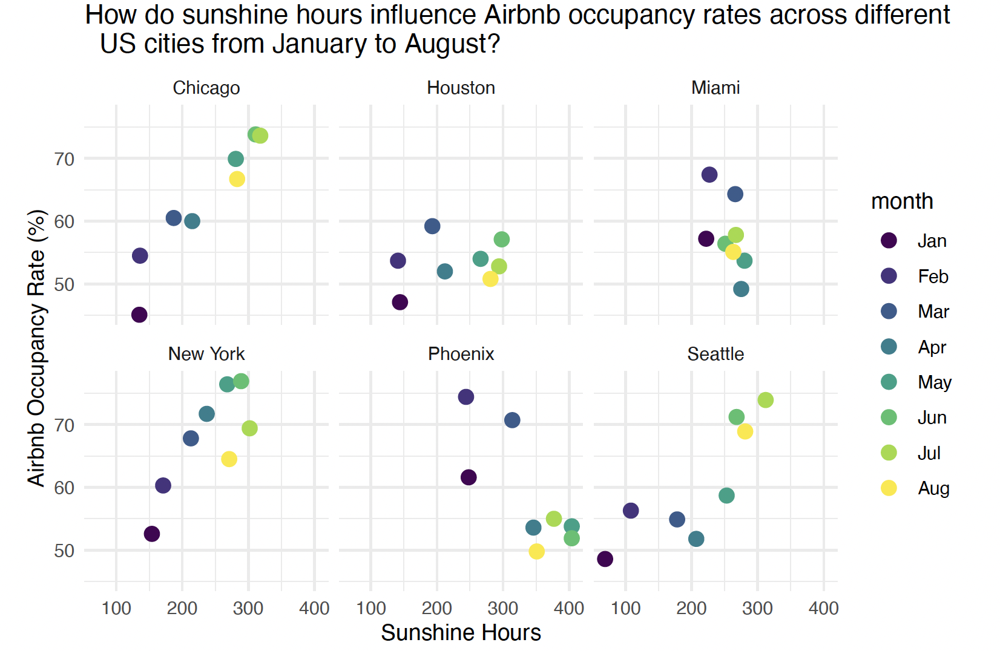 How do sunshine hours influence Airbnb occupancy rates across different
US cities from January to August?
Chicago Houston Miami
70
60
50
New York Phoenix Seattle
70
60
50
100 200 300 400 100 200 300 400 100 200 300 400
Sunshine Hours
Airbnb Occupancy Rate (%)
month
Jan
Feb
Mar
Apr
May
Jun
Jul
Aug